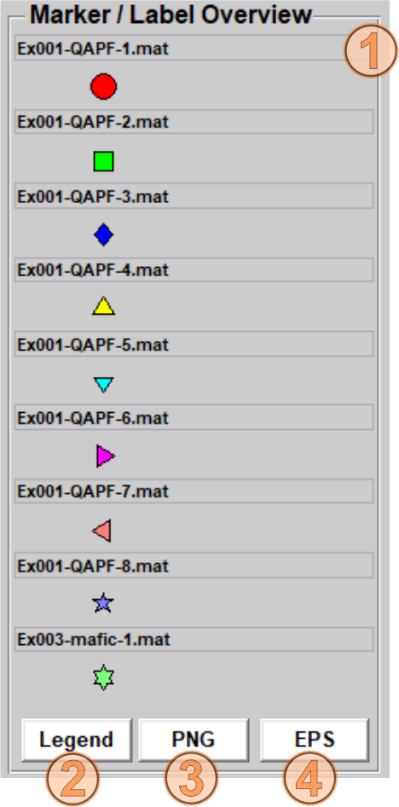 Marker / Label Overview
Ex001-QAPF-1.mat
1
Ex001-QAPF-2.mat
Ex001-QAPF-3.mat
Ex001-QAPF-4.mat
Ex001-QAPF-5.mat
Ex001-QAPF-6.mat
Ex001-QAPF-7.mat
Ex001-QAPF-8.mat
Ex003-mafic-1.mat
Legend PNG EPS
2 3 4